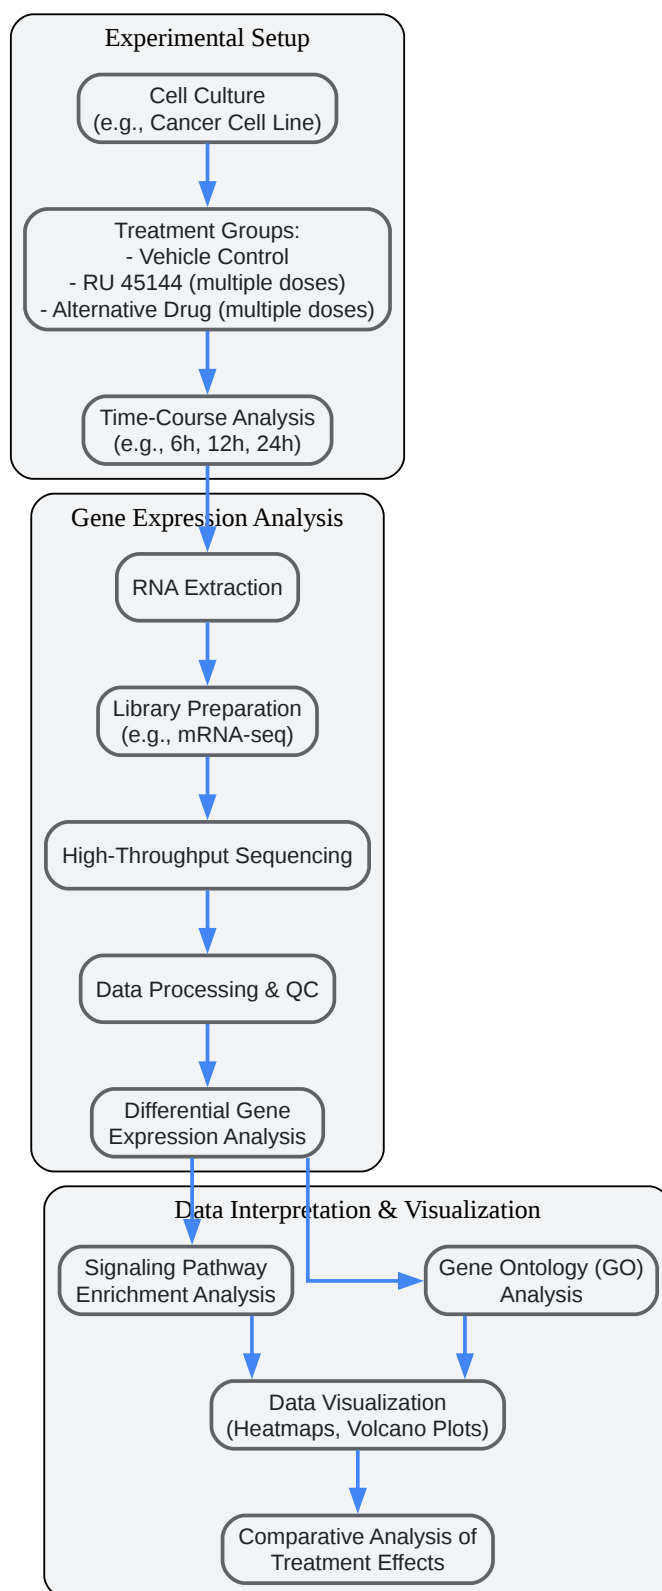 Experimental Setup
Cell Culture
(e.g., Cancer Cell Line)
Treatment Groups:
- Vehicle Control
- RU 45144 (multiple doses)
- Alternative Drug (multiple doses)
Time-Course Analysis
(e.g., 6h, 12h, 24h)
Gene Expression Analysis
RNA Extraction
Library Preparation
(e.g., mRNA-seq)
High-Throughput Sequencing
Data Processing & QC
Differential Gene
Expression Analysis
Data Interpretation & Visualization
Signaling Pathway
Enrichment Analysis
Gene Ontology (GO)
Analysis
Data Visualization
(Heatmaps, Volcano Plots)
Comparative Analysis of
Treatment Effects